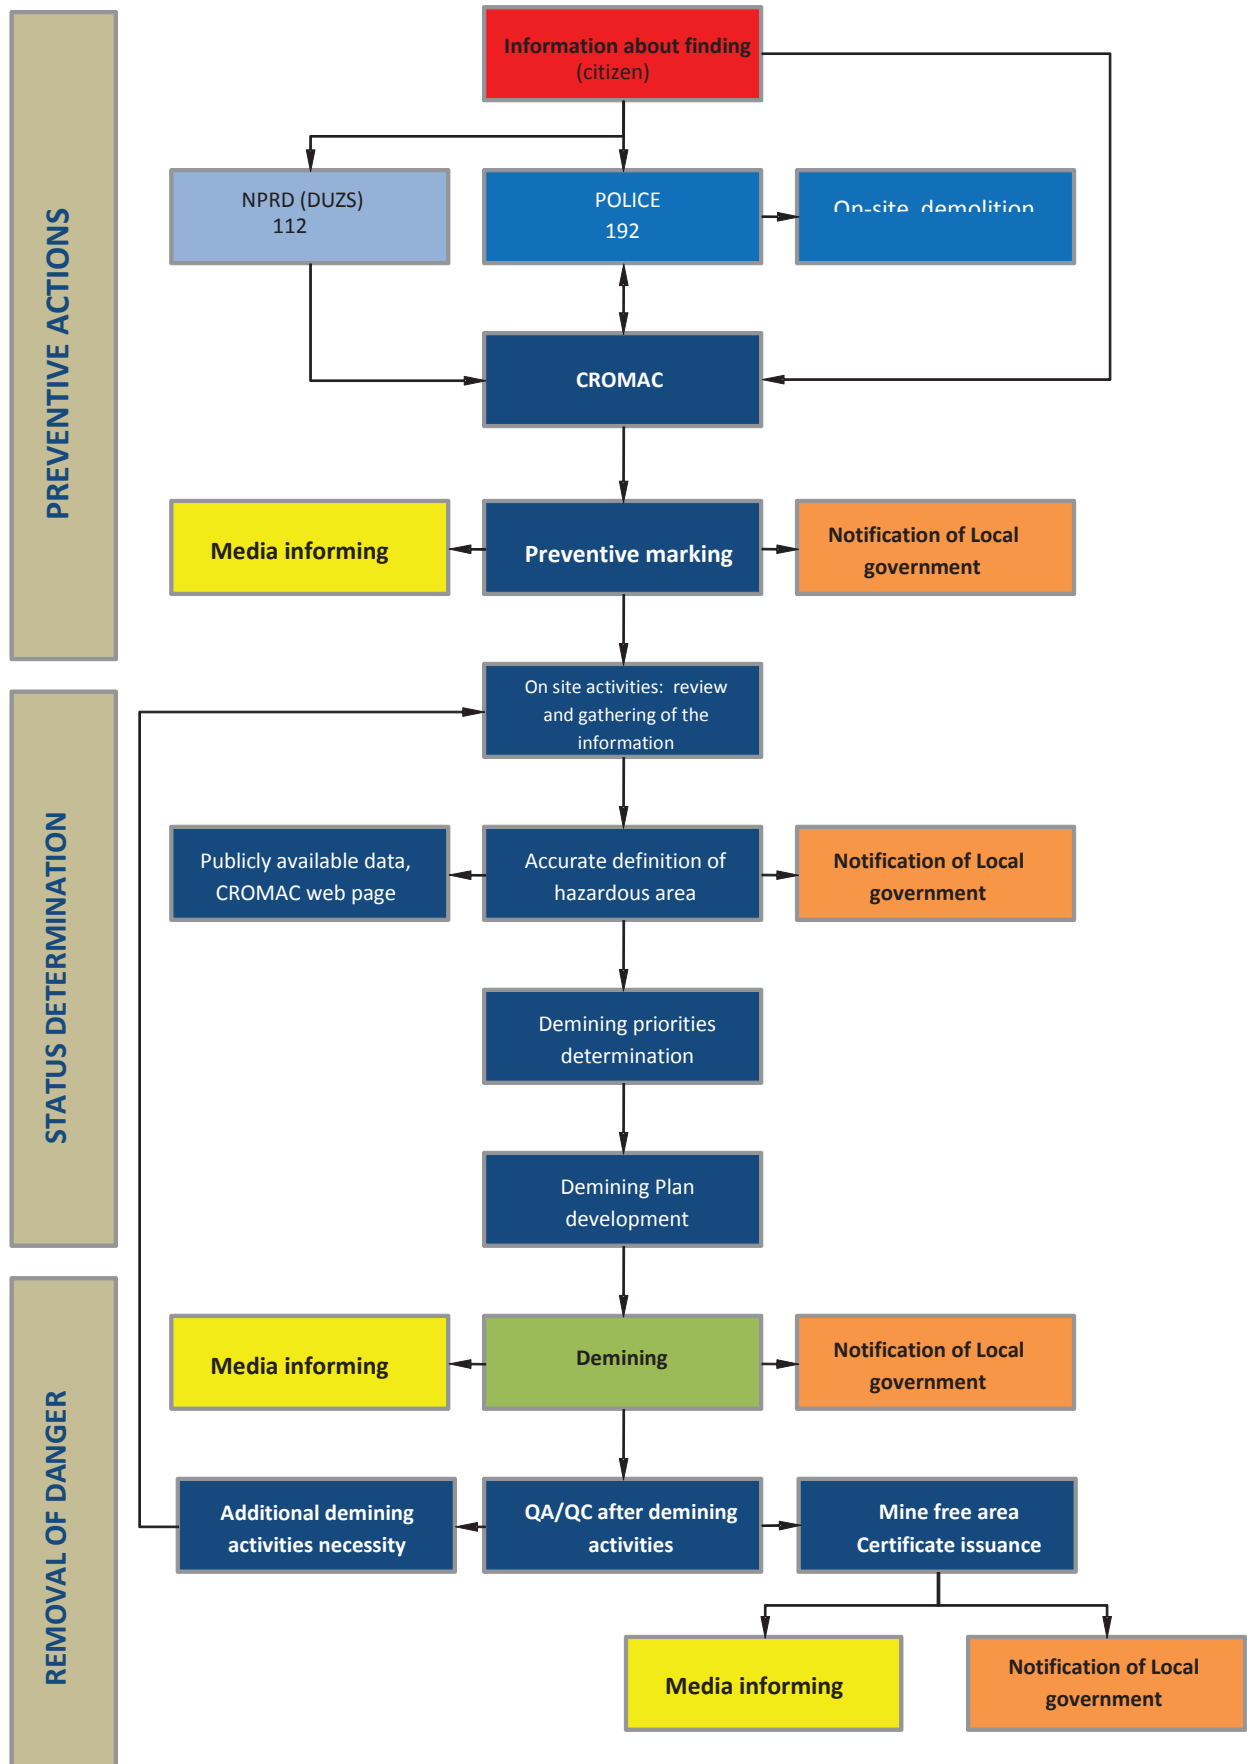 PREVENTIVE ACTIONS
Information about finding
(citizen)
NPRD (DUZS)
112
POLICE
192
On-site demolition
CROMAC
Media informing
Preventive marking
Notification of Local
government
STATUS DETERMINATION
On site activities: review
and gathering of the
information
Publicly available data,
CROMAC web page
Accurate definition of
hazardous area
Notification of Local
government
Demining priorities
determination
Demining Plan
development
REMOVAL OF DANGER
Media informing
Demining
Notification of Local
government
Additional demining
activities necessity
QA/QC after demining
activities
Mine free area
Certificate issuance
Media informing
Notification of Local
government